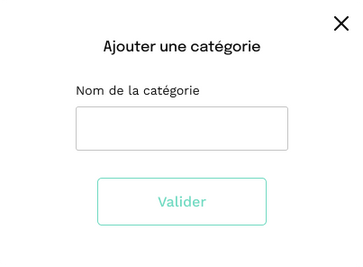 Ajouter une catégorie
Nom de la catégorie
Valider